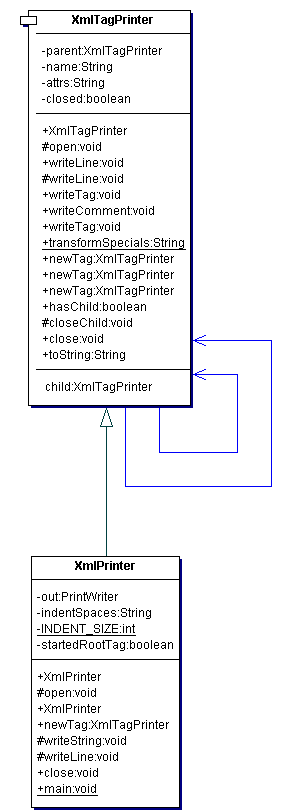 XmlTagPrinter
-parent:XmlTagPrinter
-name:String
-attrs:String
-closed:boolean
+XmlTagPrinter
#open:void
+writeLine:void
#writeLine:void
+writeTag:void
+writeComment:void
+writeTag:void
+transformSpecials:String
+newTag:XmlTagPrinter
+newTag:XmlTagPrinter
+newTag:XmlTagPrinter
+hasChild:boolean
#closeChild:void
+close:void
+toString:String
child:XmlTagPrinter
XmlPrinter
-out:PrintWriter
-indentSpaces:String
-INDENT_SIZE:int
-startedRootTag:boolean
+XmlPrinter
#open:void
+XmlPrinter
+newTag:XmlTagPrinter
#writeString:void
#writeLine:void
+close:void
+main:void